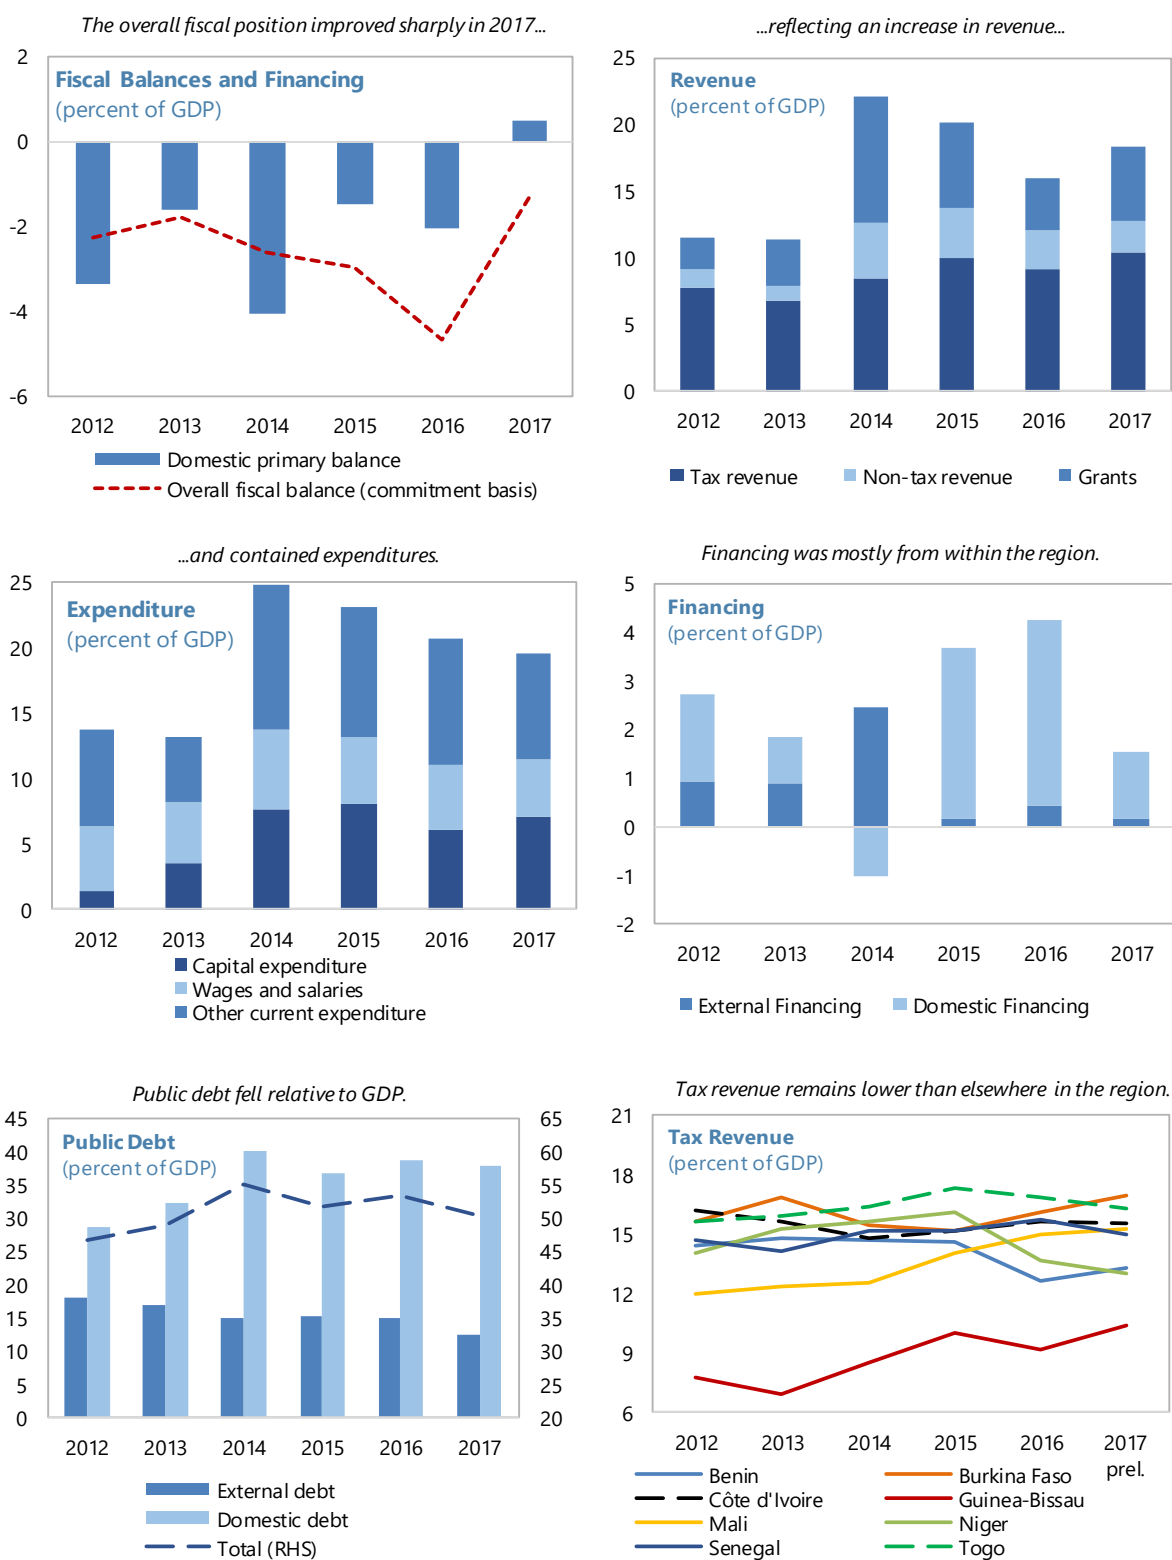 The overall fiscal position improved sharply in 2017...
Fiscal Balances and Financing
(percent of GDP)
2
0
-2
-4
-6
2012 2013 2014 2015 2016 2017
Domestic primary balance
Overall fiscal balance (commitment basis)
...reflecting an increase in revenue...
Revenue
(percent of GDP)
25
20
15
10
5
0
2012 2013 2014 2015 2016 2017
Tax revenue Non-tax revenue Grants
...and contained expenditures.
Expenditure
(percent of GDP)
25
20
15
10
5
0
2012 2013 2014 2015 2016 2017
Capital expenditure
Wages and salaries
Other current expenditure
Financing was mostly from within the region.
Financing
(percent of GDP)
5
4
3
2
1
0
-1
-2
2012 2013 2014 2015 2016 2017
External Financing Domestic Financing
Public debt fell relative to GDP.
Public Debt
(percent of GDP)
45 65
40 60
35 55
30 50
25 45
20 40
15 35
10 30
5 25
0 20
2012 2013 2014 2015 2016 2017
External debt
Domestic debt
Total (RHS)
Tax revenue remains lower than elsewhere in the region.
Tax Revenue
(percent of GDP)
21
18
15
12
9
6
2012 2013 2014 2015 2016 2017
prel.
Benin Burkina Faso
Côte d'Ivoire Guinea-Bissau
Mali Niger
Senegal Togo